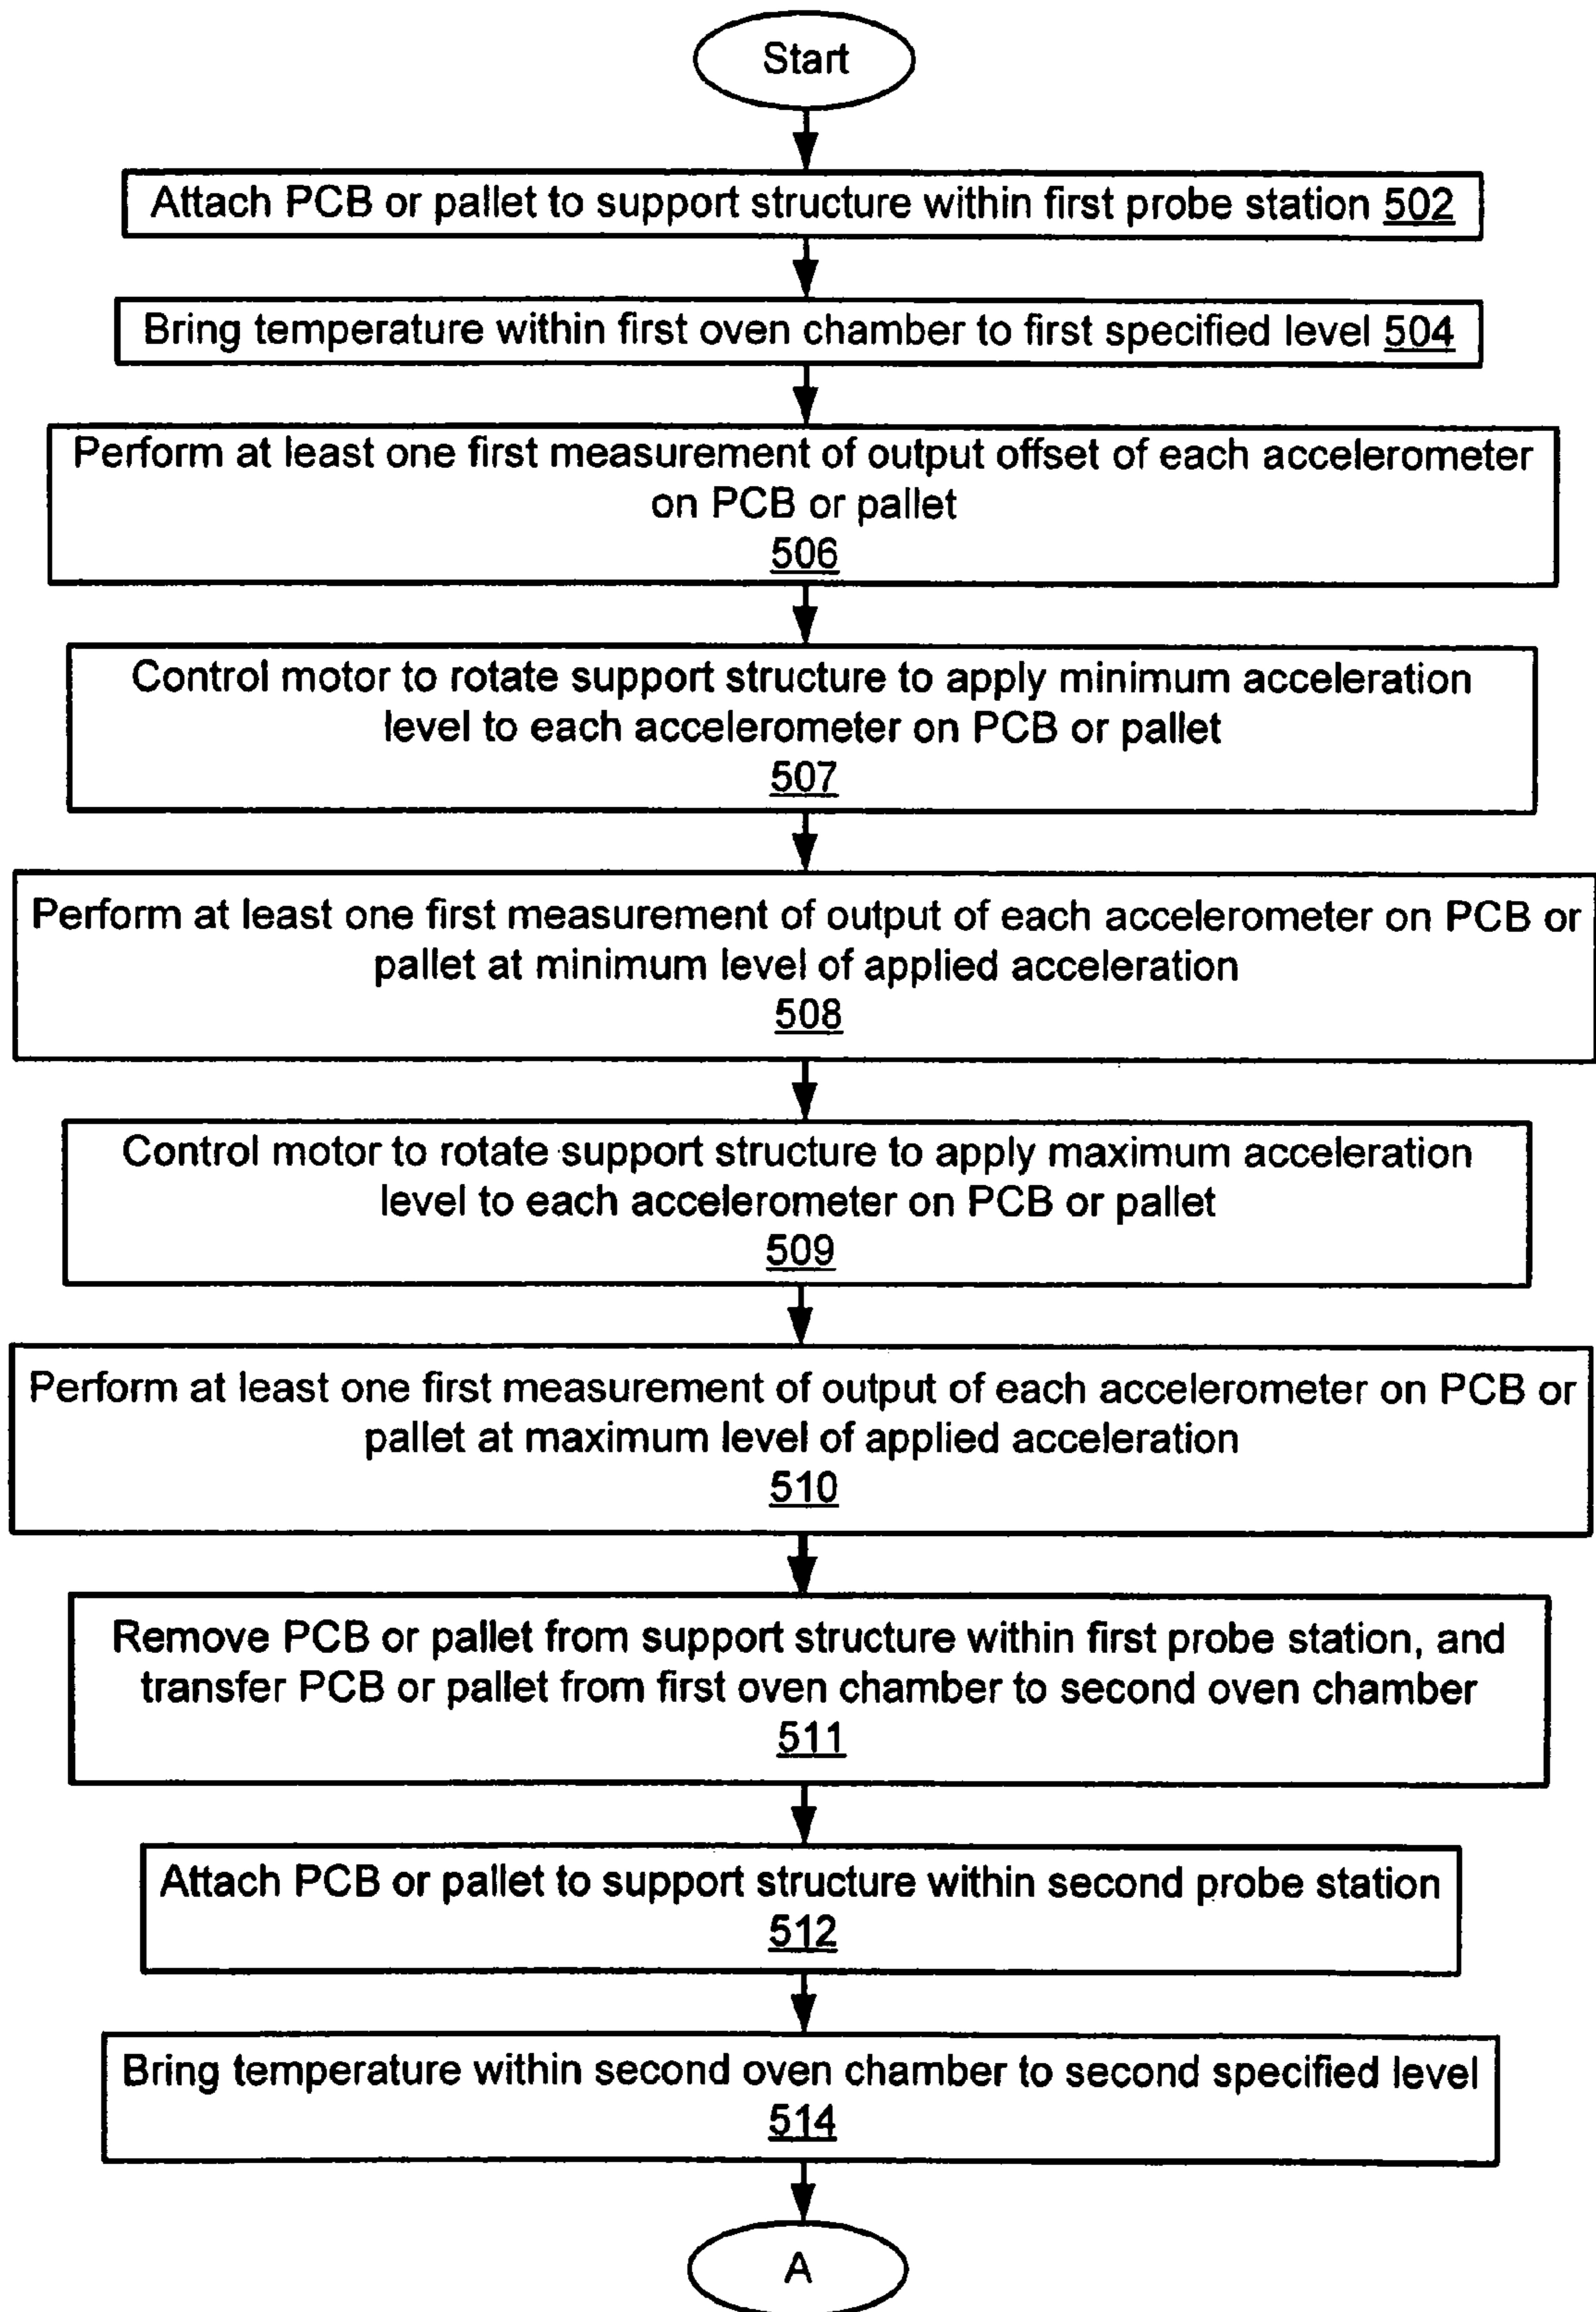 Start
Attach PCB or pallet to support structure within first probe station 502
Bring temperature within first oven chamber to first specified level 504
Perform at least one first measurement of output offset of each accelerometer
on PCB or pallet
506
Control motor to rotate support structure to apply minimum acceleration
level to each accelerometer on PCB or pallet
507
Perform at least one first measurement of output of each accelerometer on PCB or
pallet at minimum level of applied acceleration
508
Control motor to rotate support structure to apply maximum acceleration
level to each accelerometer on PCB or pallet
509
Perform at least one first measurement of output of each accelerometer on PCB or
pallet at maximum level of applied acceleration
510
Remove PCB or pallet from support structure within first probe station, and
transfer PCB or pallet from first oven chamber to second oven chamber
511
Attach PCB or pallet to support structure within second probe station
512
Bring temperature within second oven chamber to second specified level
514
A